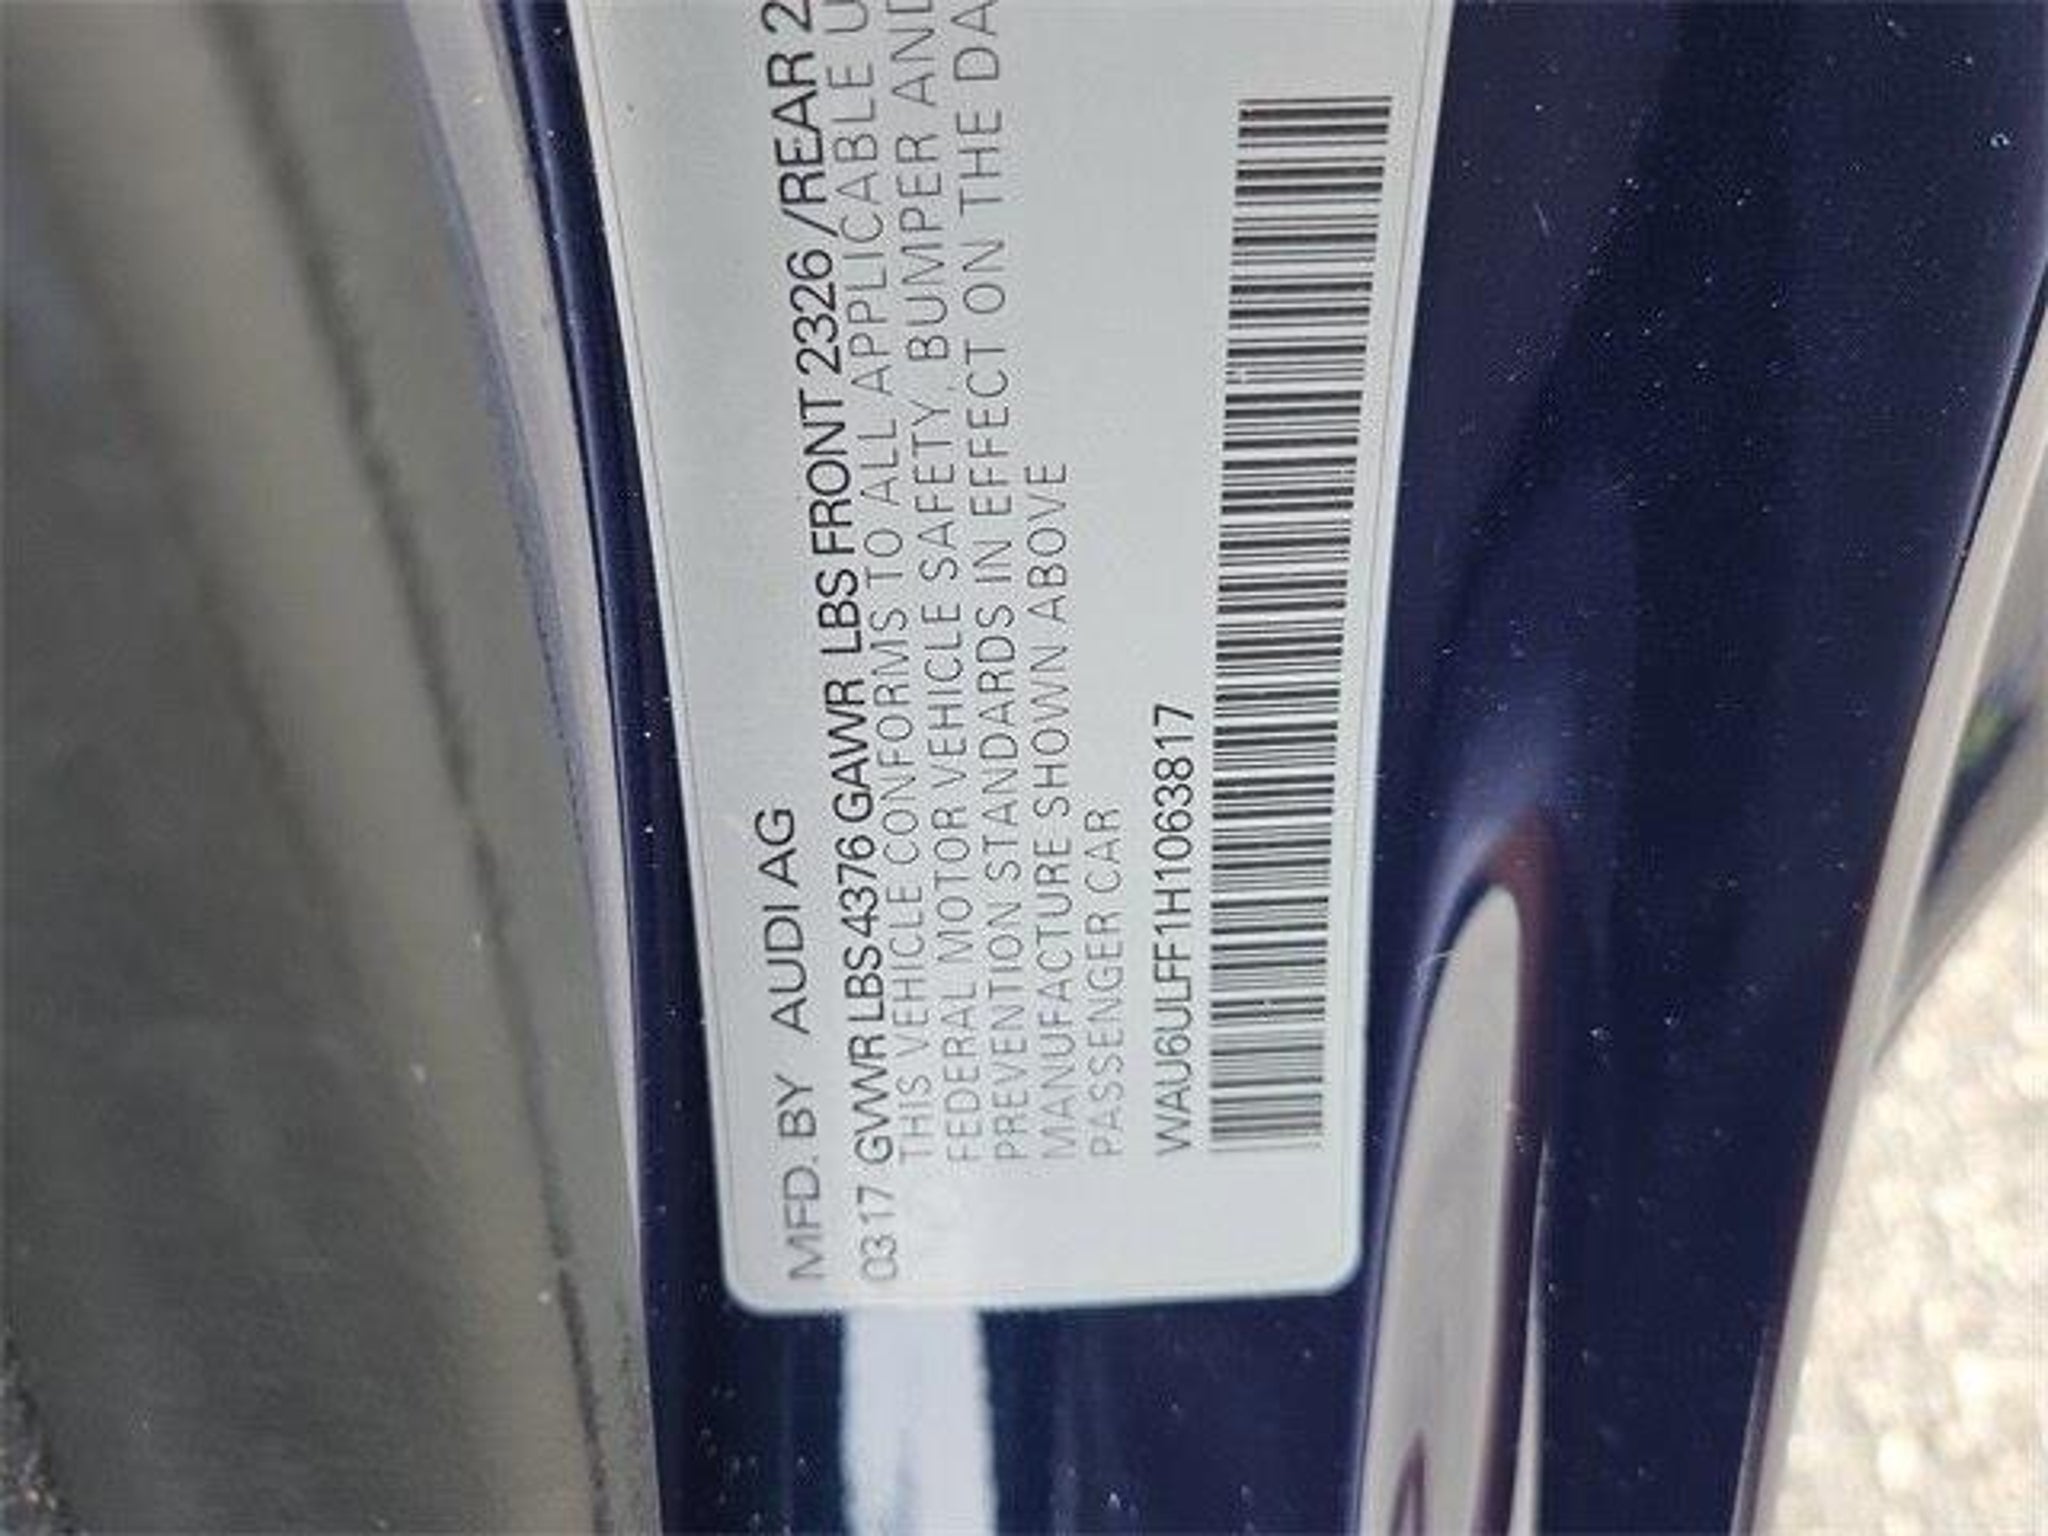 MFD. BY AUDI AG
03 17 GVWR LBS 4376 GAWR LBS FRONT 2326 /REAR 2
THIS VEHICLE CONFORMS TO ALL APPLICABLE U
FEDERAL MOTOR VEHICLE SAFETY, BUMPER AND
PREVENTION STANDARDS IN EFFECT ON THE DA
MANUFACTURE SHOWN ABOVE
PASSENGER CAR
WAU6ULFF1H1063817